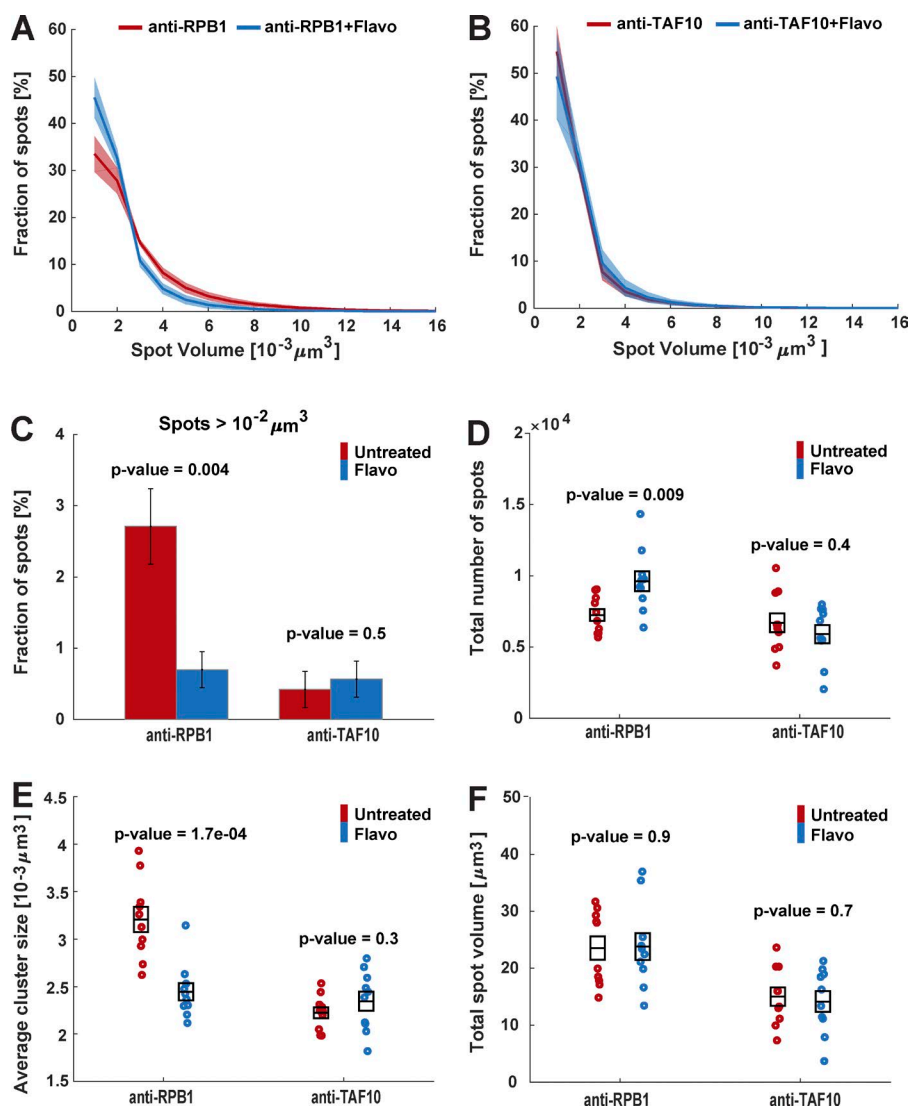 A
anti-RPB1 anti-RPB1+Flavo
Fraction of spots [%]
60
50
40
30
20
10
0
0 2 4 6 8 10 12 14 16
Spot Volume [10-3 μm3]
B
anti-TAF10 anti-TAF10+Flavo
Fraction of spots [%]
60
50
40
30
20
10
0
0 2 4 6 8 10 12 14 16
Spot Volume [10-3 μm3]
C
Spots > 10-2 μm3
Untreated
Flavo
p-value = 0.004
p-value = 0.5
Fraction of spots [%]
4
3
2
1
0
anti-RPB1 anti-TAF10
D
×104
Untreated
Flavo
p-value = 0.009
p-value = 0.4
Total number of spots
2
1.5
1
0.5
0
anti-RPB1 anti-TAF10
E
Untreated
Flavo
p-value = 1.7e-04
p-value = 0.3
Average cluster size [10-3 μm3]
4.5
4
3.5
3
2.5
2
1.5
anti-RPB1 anti-TAF10
F
Untreated
Flavo
p-value = 0.9
p-value = 0.7
Total spot volume [μm3]
50
40
30
20
10
0
anti-RPB1 anti-TAF10